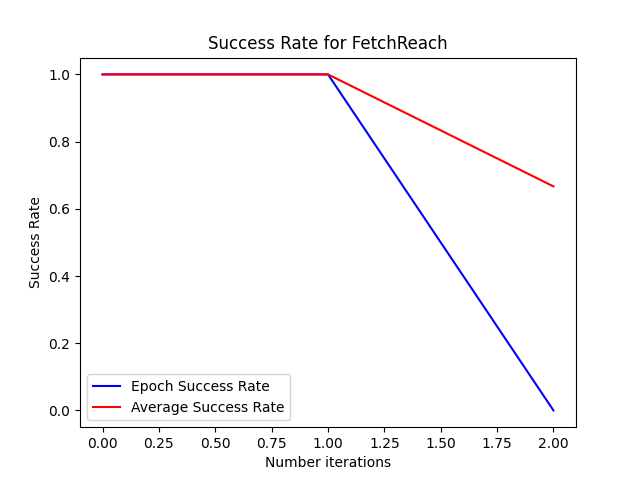 Success Rate for FetchReach
1.0
0.8
0.6
0.4
0.2
0.0
Success Rate
Epoch Success Rate
Average Success Rate
0.00 0.25 0.50 0.75 1.00 1.25 1.50 1.75 2.00
Number iterations